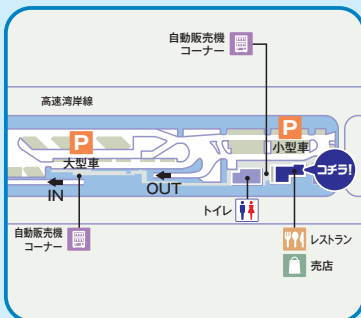 自動販売機
コーナー
高速湾岸線
P
P
大型車
小型車
コチラ!
IN
OUT
トイレ
自動販売機
コーナー
レストラン
売店